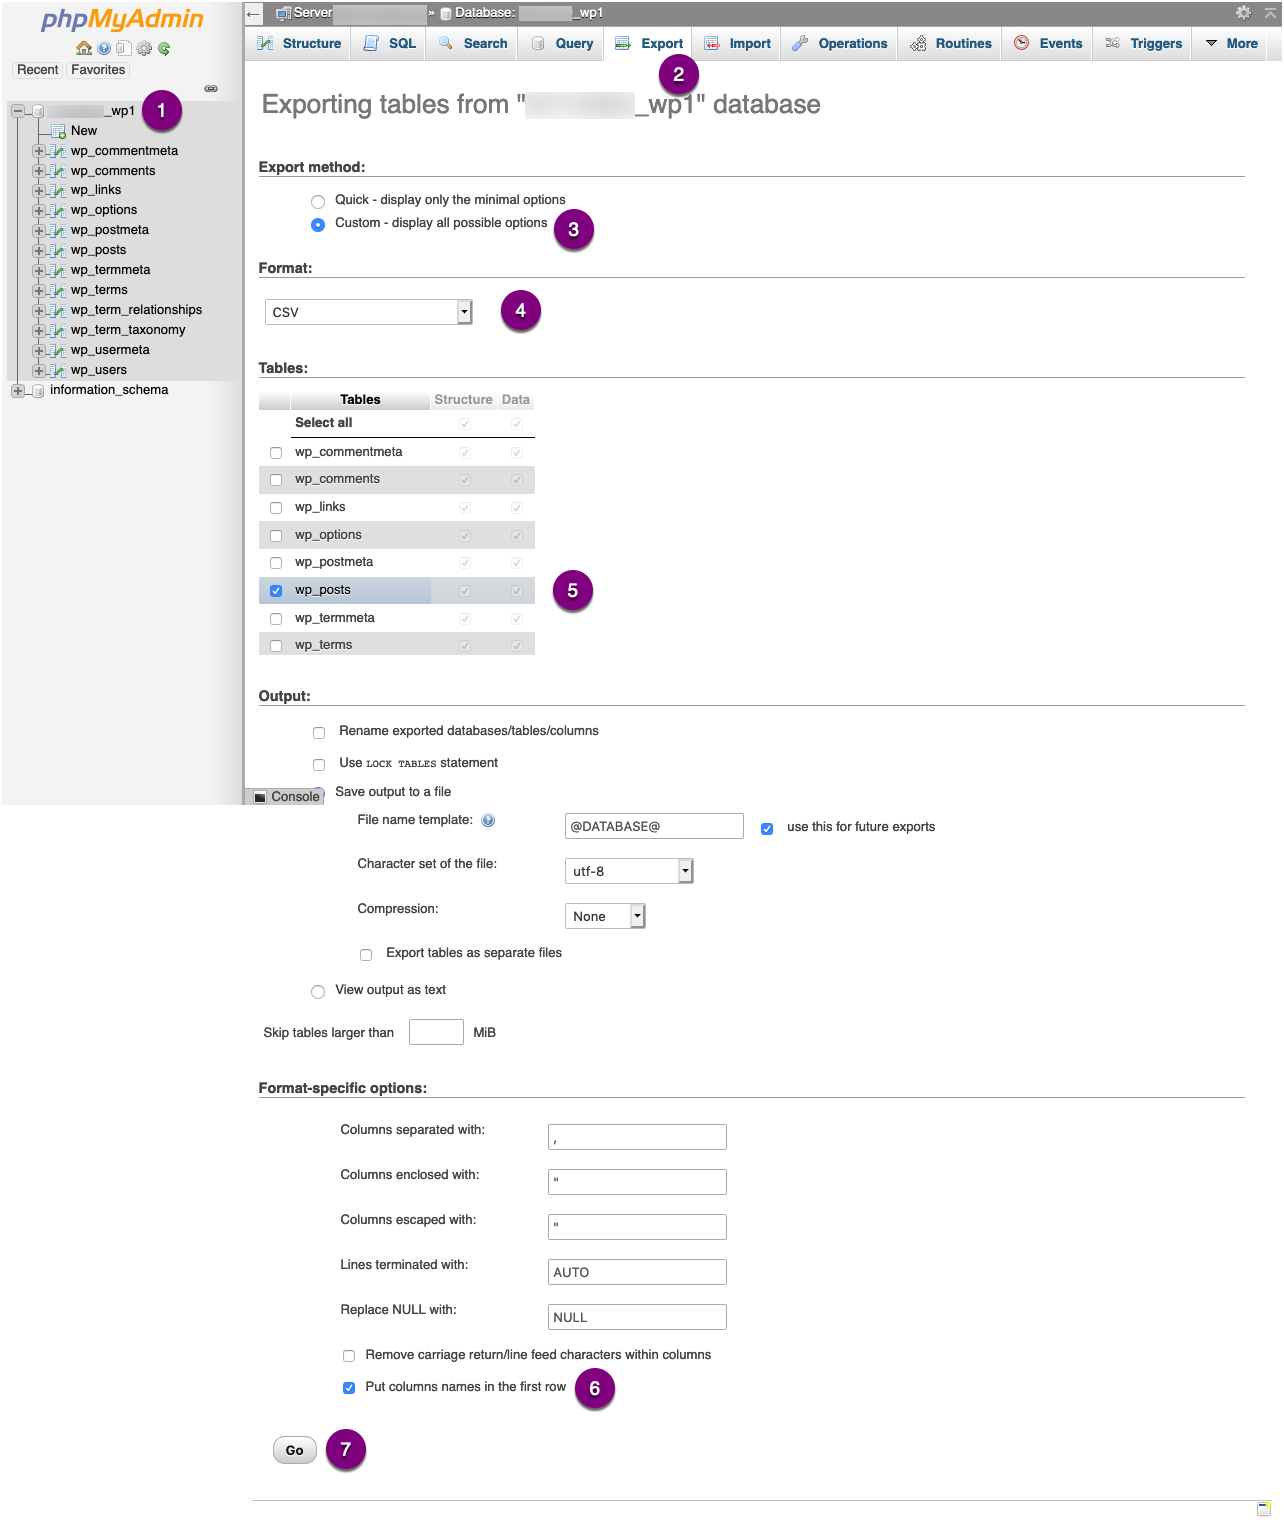 phpMyAdmin
Recent Favorites
_wp1 1
New
wp_commentmeta
wp_comments
wp_links
wp_options
wp_postmeta
wp_posts
wp_termmeta
wp_terms
wp_term_relationships
wp_term_taxonomy
wp_usermeta
wp_users
information_schema
Server » Database: _wp1
Structure SQL Search Query Export Import Operations Routines Events Triggers More
2
Exporting tables from "_wp1" database
Export method:
Quick - display only the minimal options
Custom - display all possible options 3
Format:
CSV 4
Tables:
Tables Structure Data
Select all
wp_commentmeta
wp_comments
wp_links
wp_options
wp_postmeta
wp_posts 5
wp_termmeta
wp_terms
Output:
Rename exported databases/tables/columns
Use LOCK TABLES statement
Console Save output to a file
File name template: @DATABASE@ use this for future exports
Character set of the file: utf-8
Compression: None
Export tables as separate files
View output as text
Skip tables larger than MiB
Format-specific options:
Columns separated with: ,
Columns enclosed with: "
Columns escaped with: "
Lines terminated with: AUTO
Replace NULL with: NULL
Remove carriage return/line feed characters within columns
Put columns names in the first row 6
Go 7